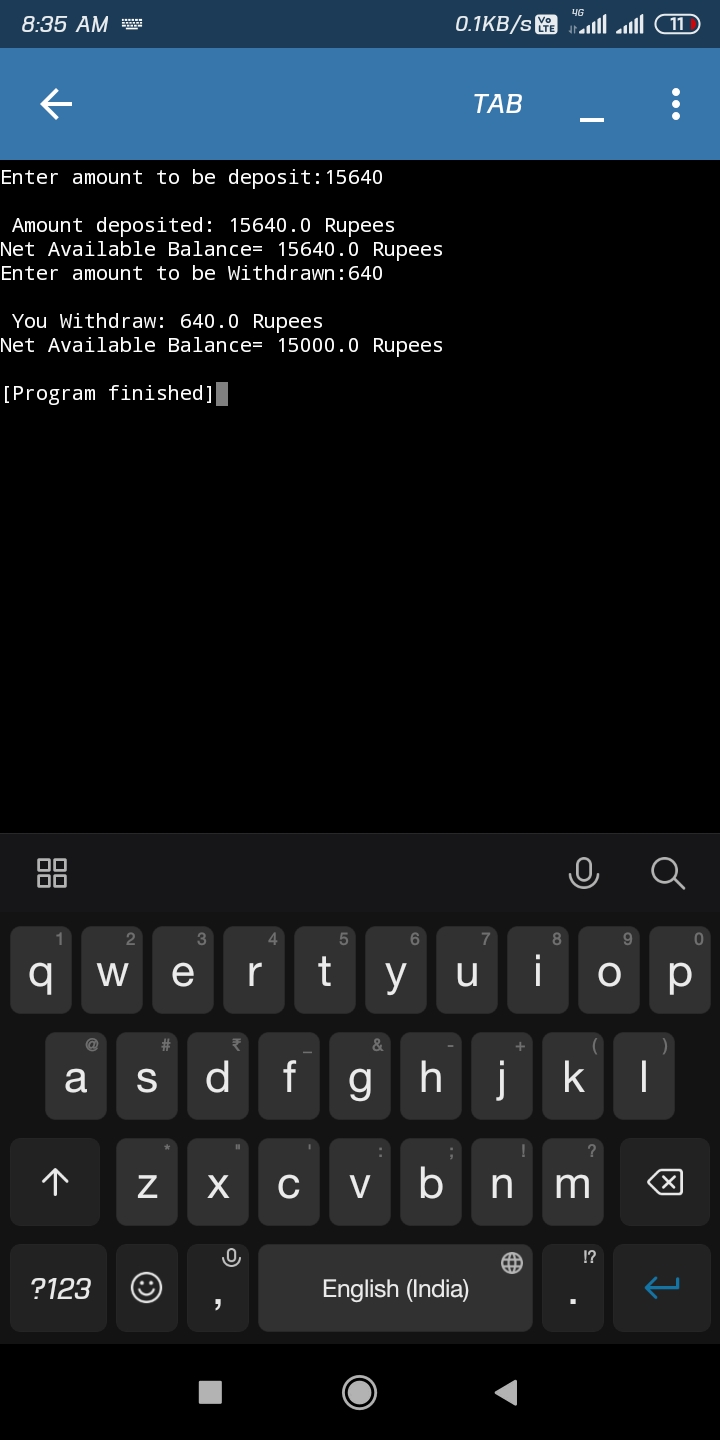 8:35 AM 0.1KB/s Vo LTE 4G 11
TAB
Enter amount to be deposit:15640
Amount deposited: 15640.0 Rupees
Net Available Balance= 15640.0 Rupees
Enter amount to be Withdrawn:640
You Withdraw: 640.0 Rupees
Net Available Balance= 15000.0 Rupees
[Program finished]
1 2 3 4 5 6 7 8 9 0
q w e r t y u i o p
@ # ₹ _ & - + ( )
a s d f g h j k l
* " ' : ; ! ?
z x c v b n m
!?
?123 , English (India) .